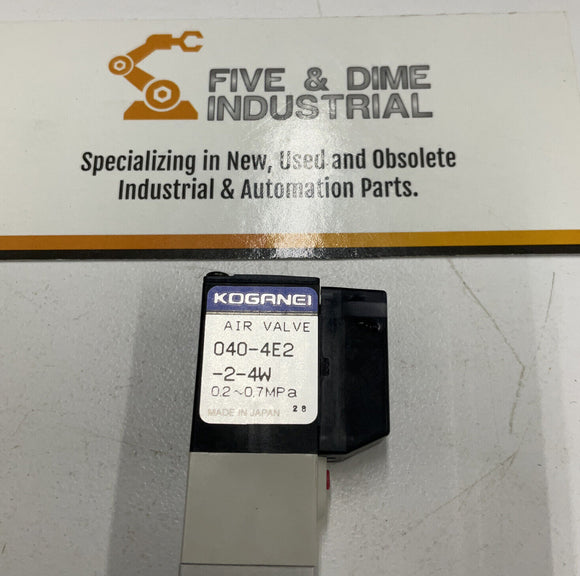 FIVE & DIME
INDUSTRIAL
Specializing in New, Used and Obsolete
Industrial & Automation Parts.
KOGANEI
AIR VALVE
040-4E2
-2-4W
0.2~0.7MPa
MADE IN JAPAN 28